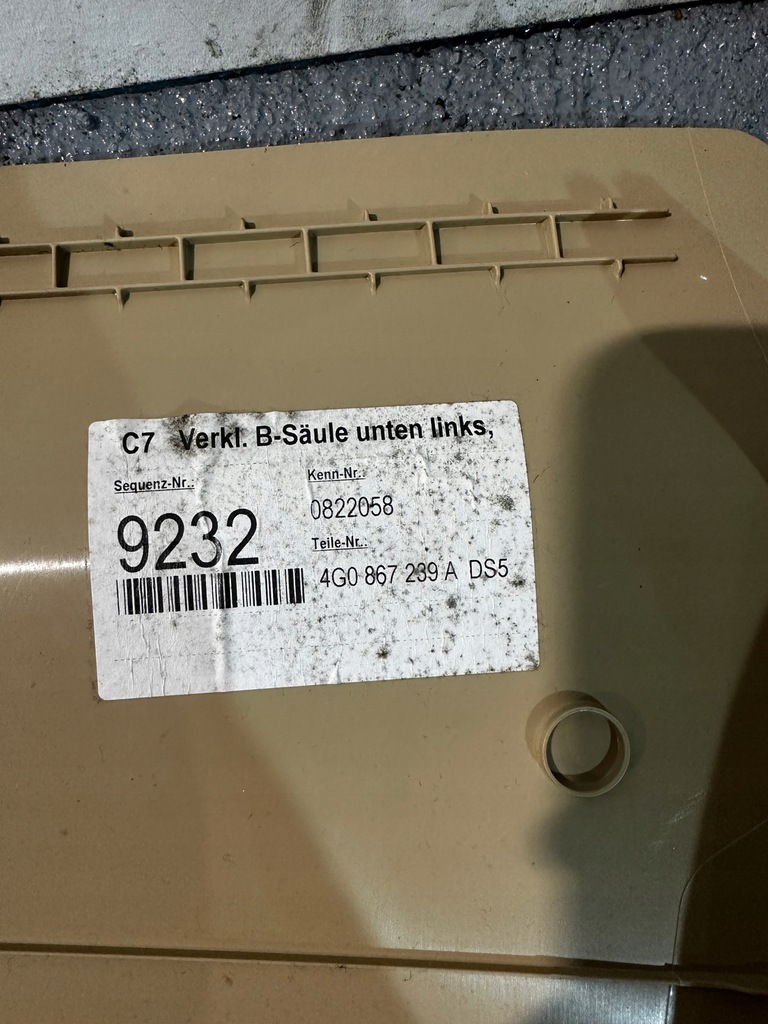 C7 Verkl. B-Säule unten links,
Sequenz-Nr.:
Kenn-Nr.:
9232
0822058
Teile-Nr.:
4G0 867 239 A DS5